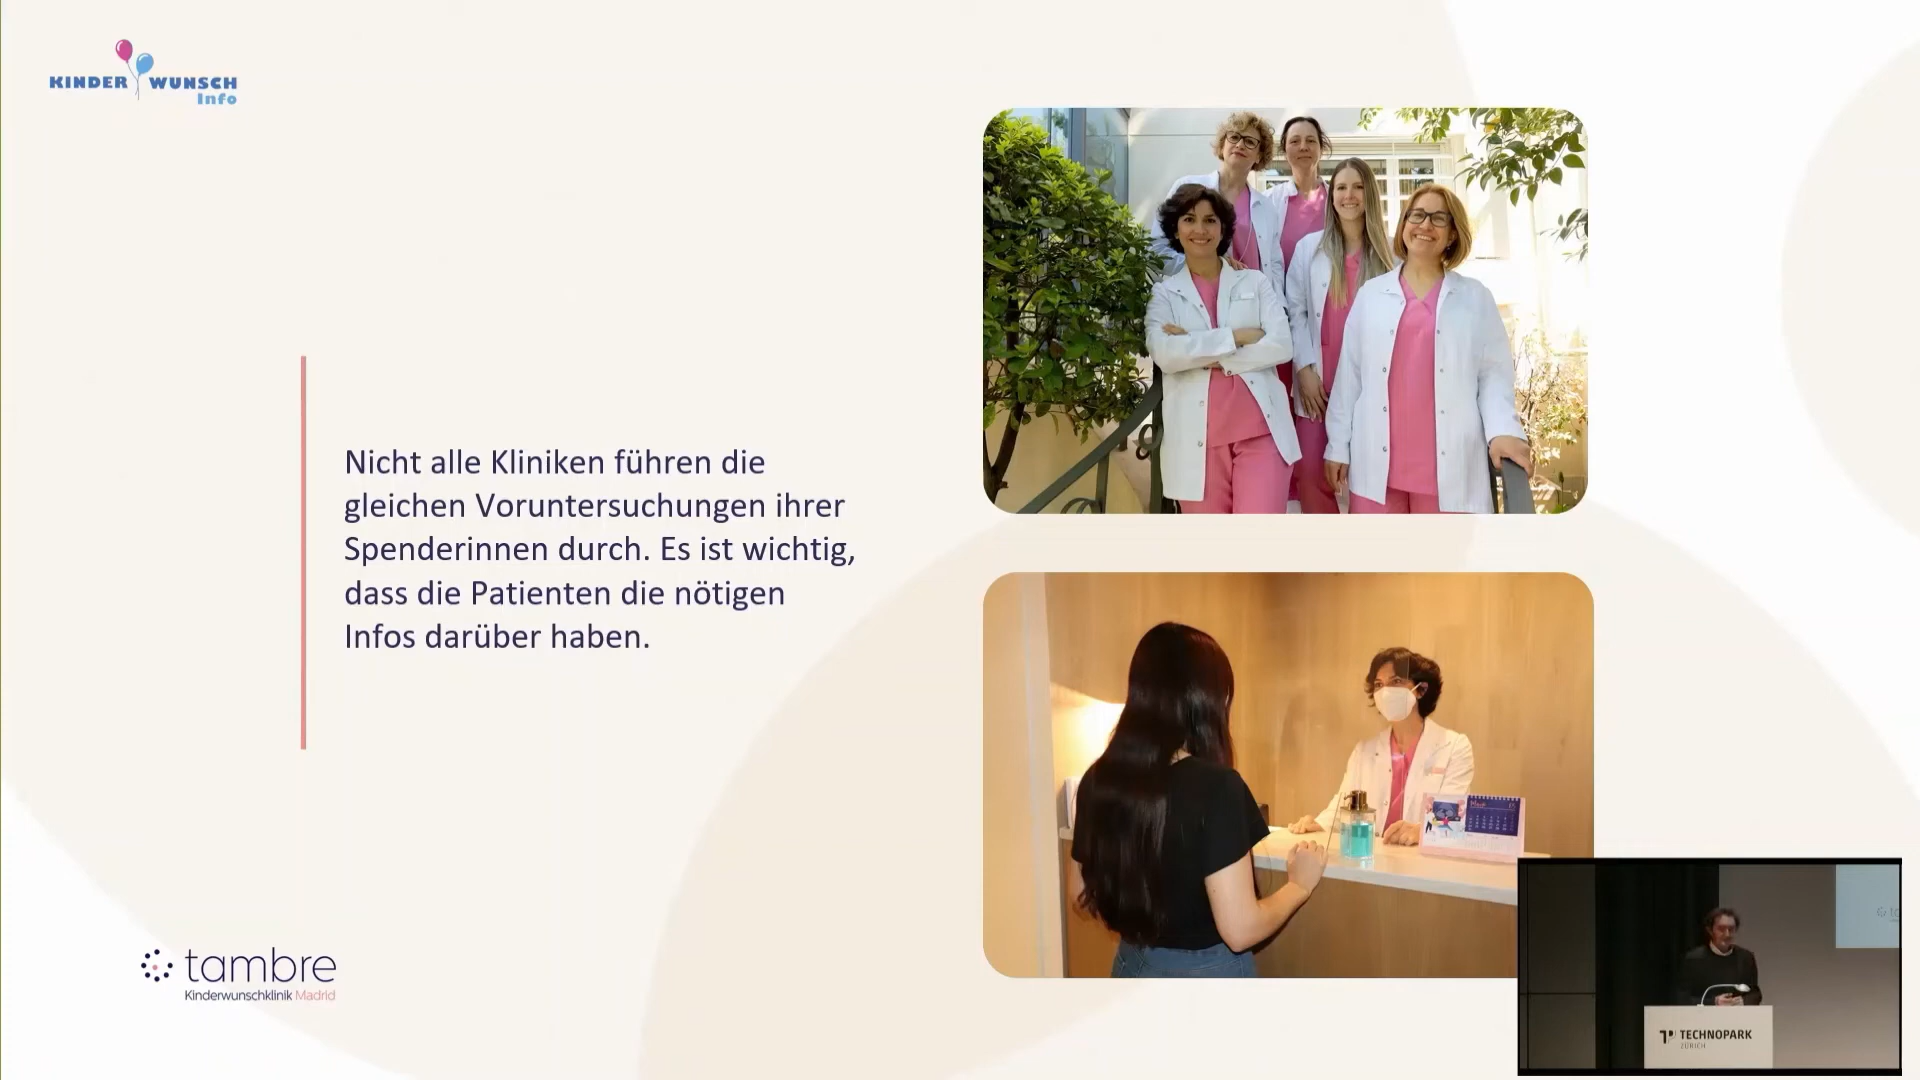 KINDER WUNSCH
Info
Nicht alle Kliniken führen die
gleichen Voruntersuchungen ihrer
Spenderinnen durch. Es ist wichtig,
dass die Patienten die nötigen
Infos darüber haben.
tambre
Kinderwunschklinik Madrid
TECHNOPARK
ZÜRICH